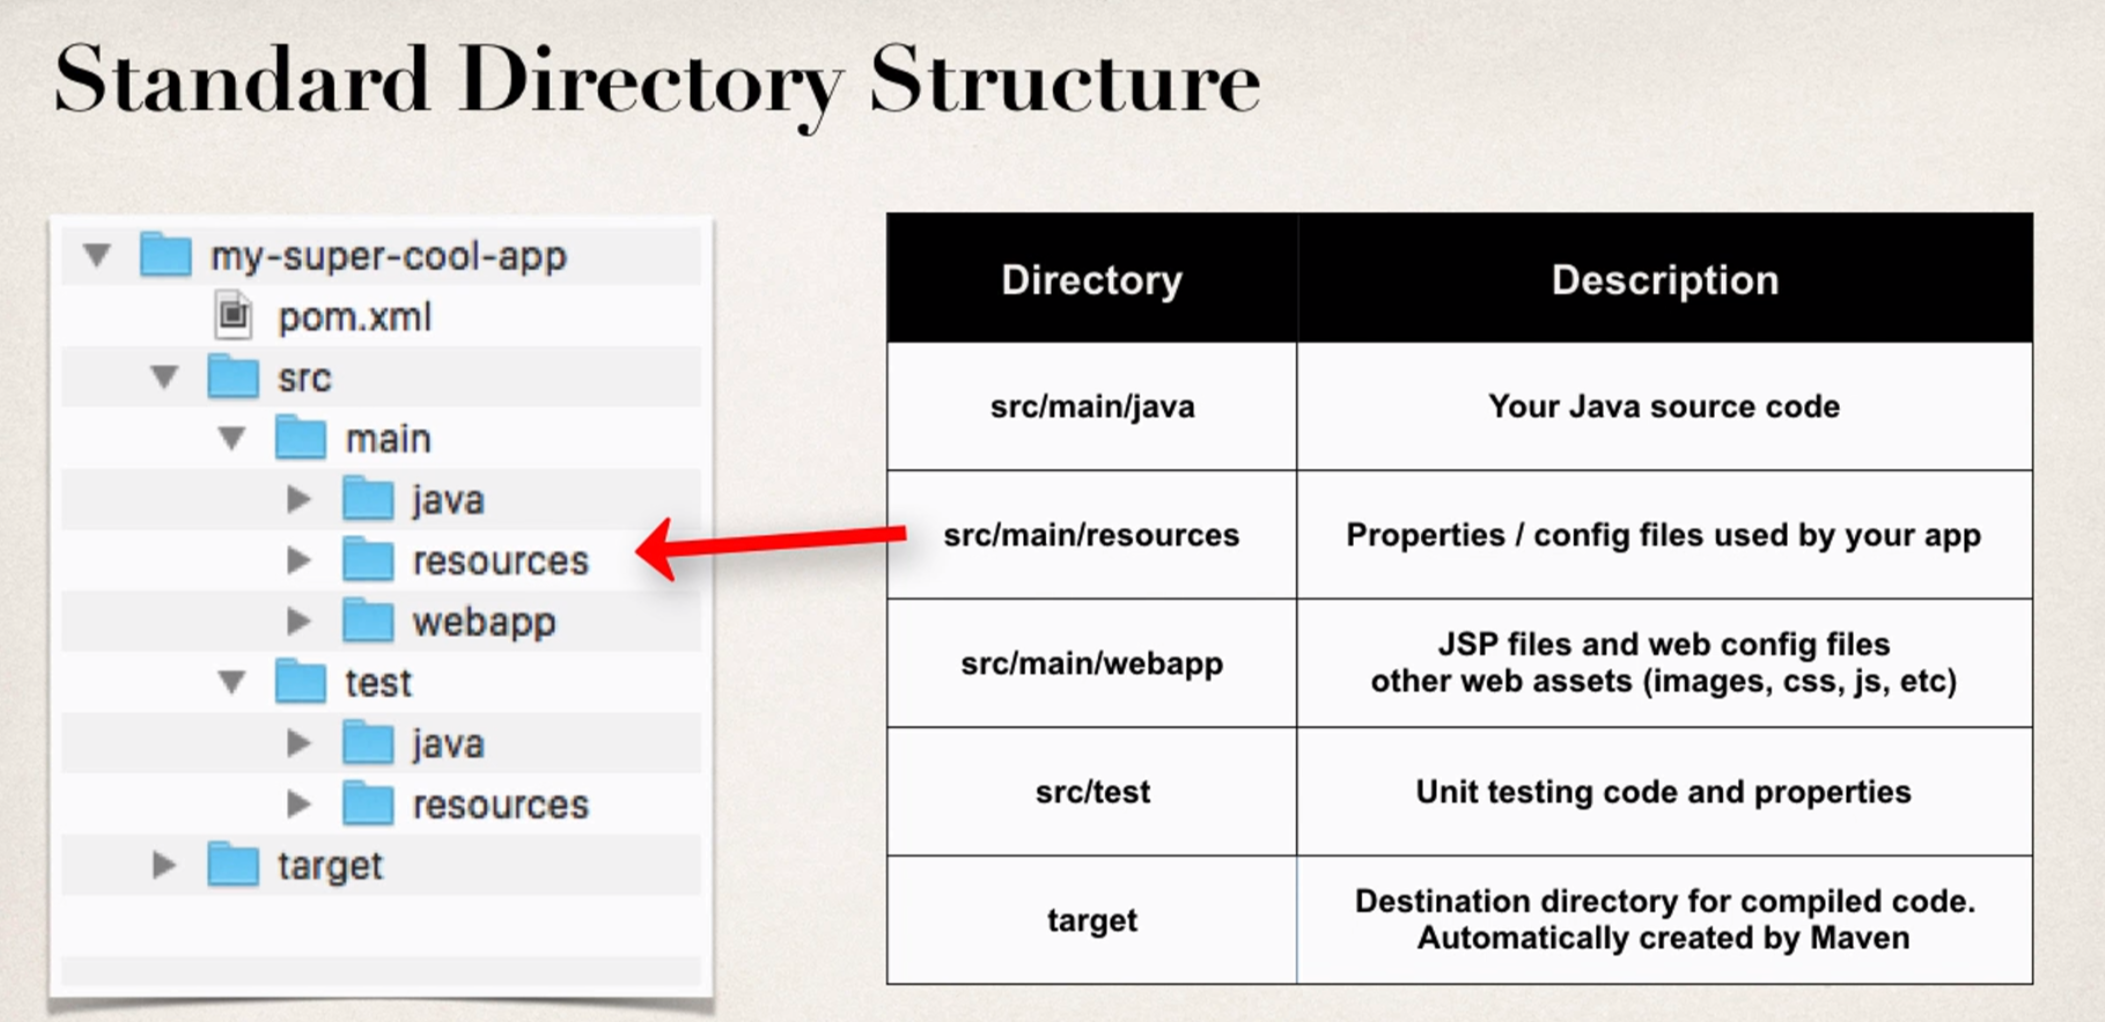 Standard Directory Structure
my-super-cool-app
pom.xml
src
main
java
resources
webapp
test
java
resources
target
Directory Description
src/main/java Your Java source code
src/main/resources Properties / config files used by your app
src/main/webapp JSP files and web config files
other web assets (images, css, js, etc)
src/test Unit testing code and properties
target Destination directory for compiled code.
Automatically created by Maven